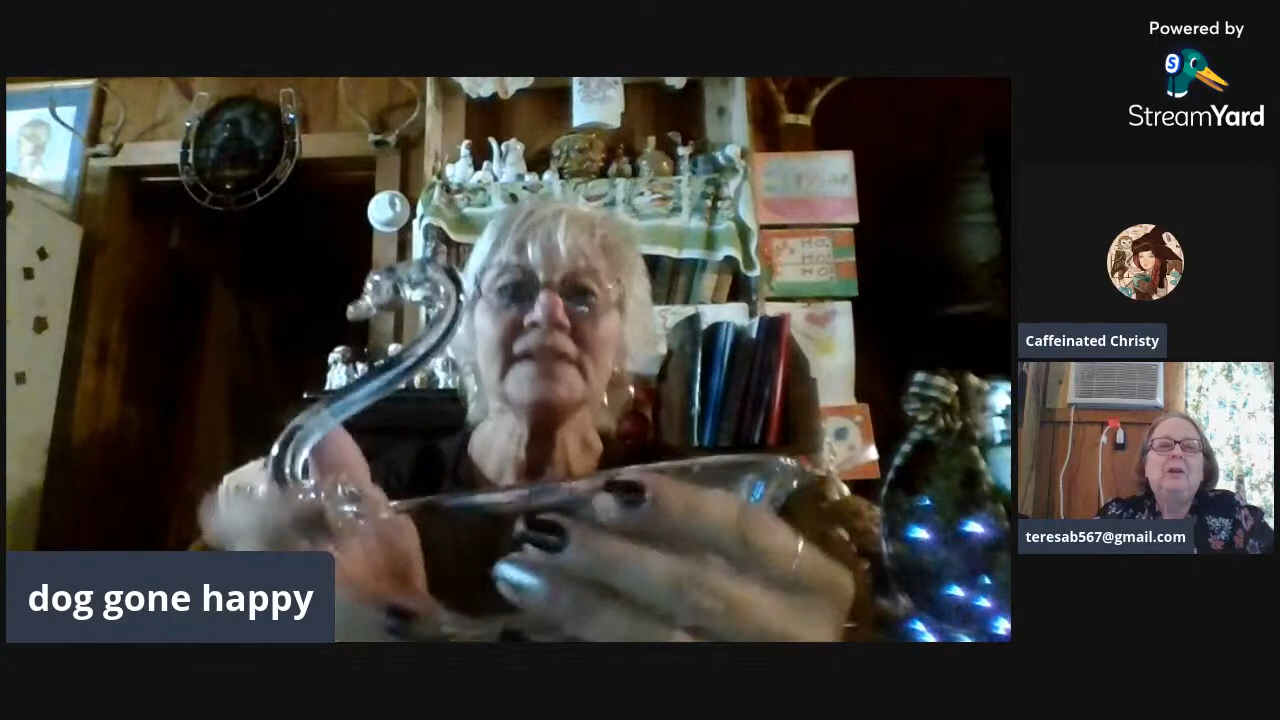 Powered by
StreamYard
HO!
HO!
HO!
Caffeinated Christy
teresab567@gmail.com
dog gone happy